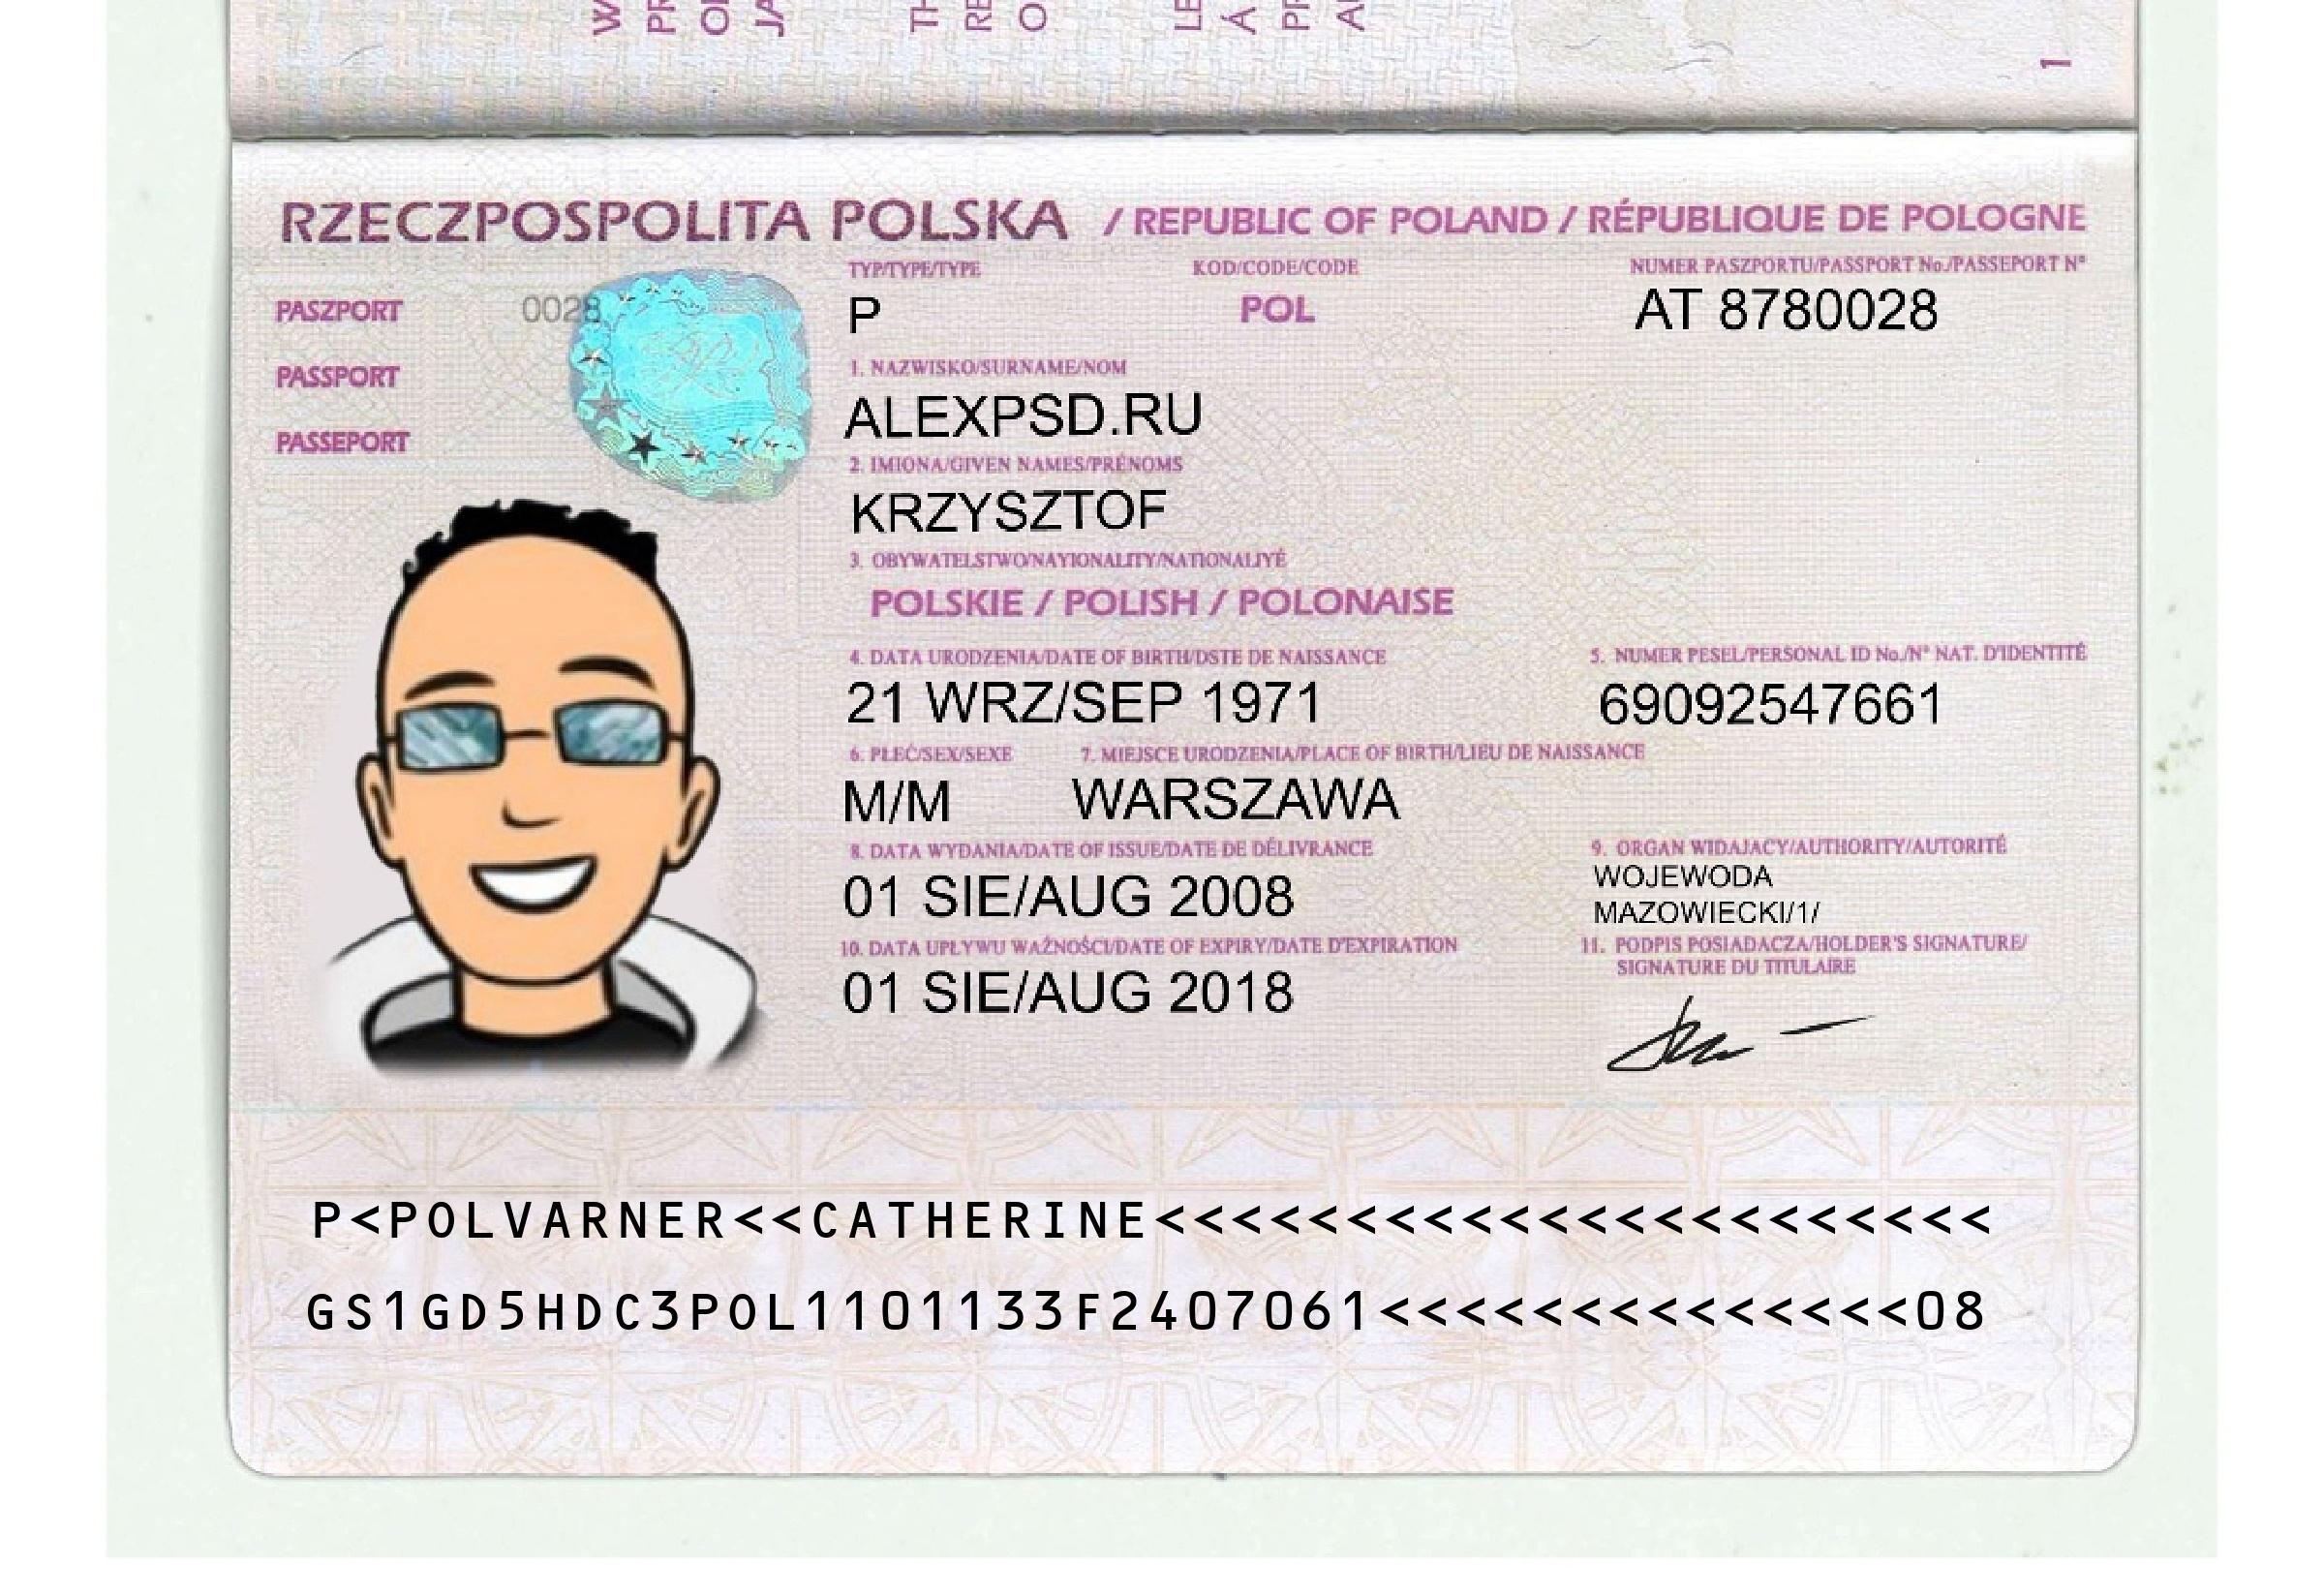 RZECZPOSPOLITA POLSKA / REPUBLIC OF POLAND / RÉPUBLIQUE DE POLOGNE
TYP/TYPE/TYPE KOD/CODE/CODE NUMER PASZPORTU/PASSPORT No./PASSEPORT N°
PASZPORT 0028 P POL AT 8780028
PASSPORT
PASSEPORT
1. NAZWISKO/SURNAME/NOM
ALEXPSD.RU
2. IMIONA/GIVEN NAMES/PRÉNOMS
KRZYSZTOF
3. OBYWATELSTWO/NAYIONALITY/NATIONALIYÉ
POLSKIE / POLISH / POLONAISE
4. DATA URODZENIA/DATE OF BIRTH/DSTE DE NAISSANCE 5. NUMER PESEL/PERSONAL ID No./N° NAT. D'IDENTITÉ
21 WRZ/SEP 1971 69092547661
6. PŁEĆ/SEX/SEXE 7. MIEJSCE URODZENIA/PLACE OF BIRTH/LIEU DE NAISSANCE
M/M WARSZAWA
8. DATA WYDANIA/DATE OF ISSUE/DATE DE DÉLIVRANCE 9. ORGAN WIDAJACY/AUTHORITY/AUTORITÉ
01 SIE/AUG 2008 WOJEWODA
MAZOWIECKI/1/
10. DATA UPŁYWU WAŻNOŚCI/DATE OF EXPIRY/DATE D'EXPIRATION 11. PODPIS POSIADACZA/HOLDER'S SIGNATURE/
SIGNATURE DU TITULAIRE
01 SIE/AUG 2018
P<POLVARNER<<CATHERINE<<<<<<<<<<<<<<<<<<<<<<
GS1GD5HDC3POL1101133F2407061<<<<<<<<<<<<<<08
1